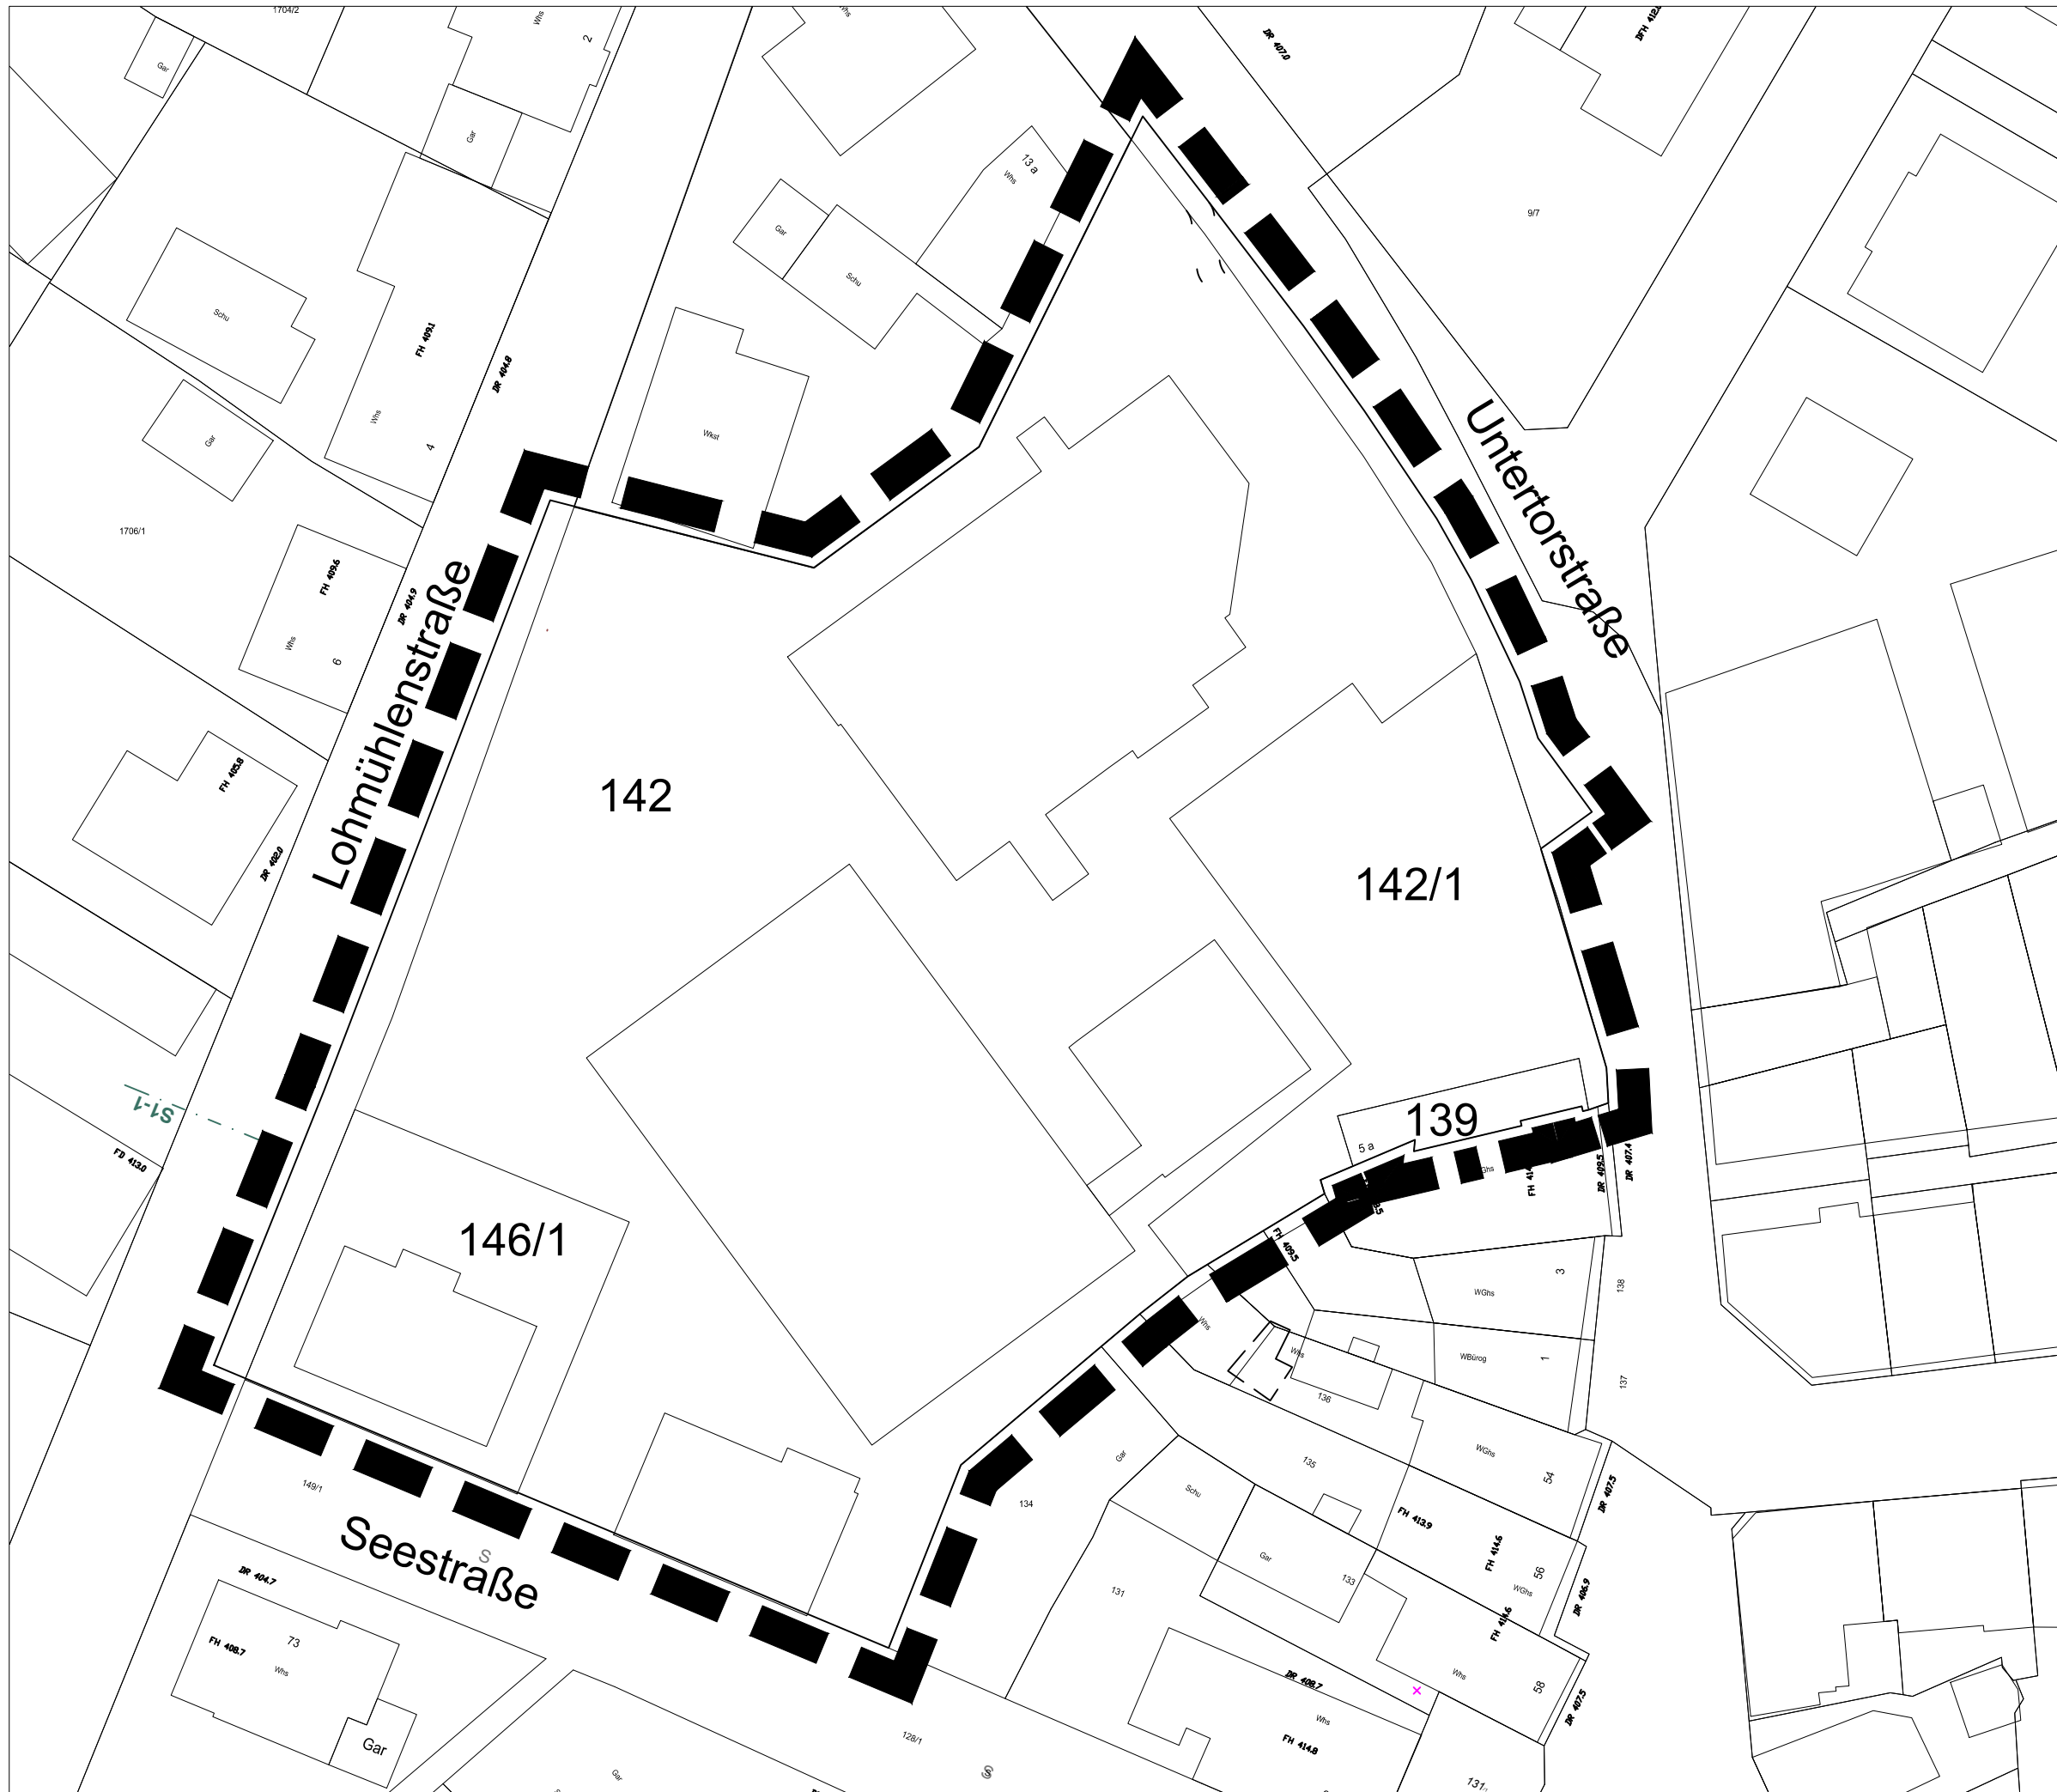 1704/2
Whs
2
Gar
Gar
Whs
DR 407.0
9/7
13 a
Whs
Gar
Schu
Schu
FH 409.1
DR 404.8
Whs
4
Gar
Wkst
1706/1
FH 409.6
DR 404.9
Whs
6
Lohmühlenstraße
Untertorstraße
FH 405.8
DR 402.0
142
142/1
S1-1
FD 413.0
139
5 a
DR 409.5
DR 407.4
FH 409.5
146/1
WGhs
3
138
Whs
Whs
WBürog
1
137
136
149/1
Seestraße
S
134
Gar
135
WGhs
54
DR 407.5
Schu
FH 413.9
FH 414.6
56
WGhs
DR 406.9
Gar
133
131
FH 414.6
DR 404.7
73
FH 408.7
Whs
Gar
DR 408.7
Whs
58
DR 407.5
Whs
FH 414.8
128/1
S
Gar